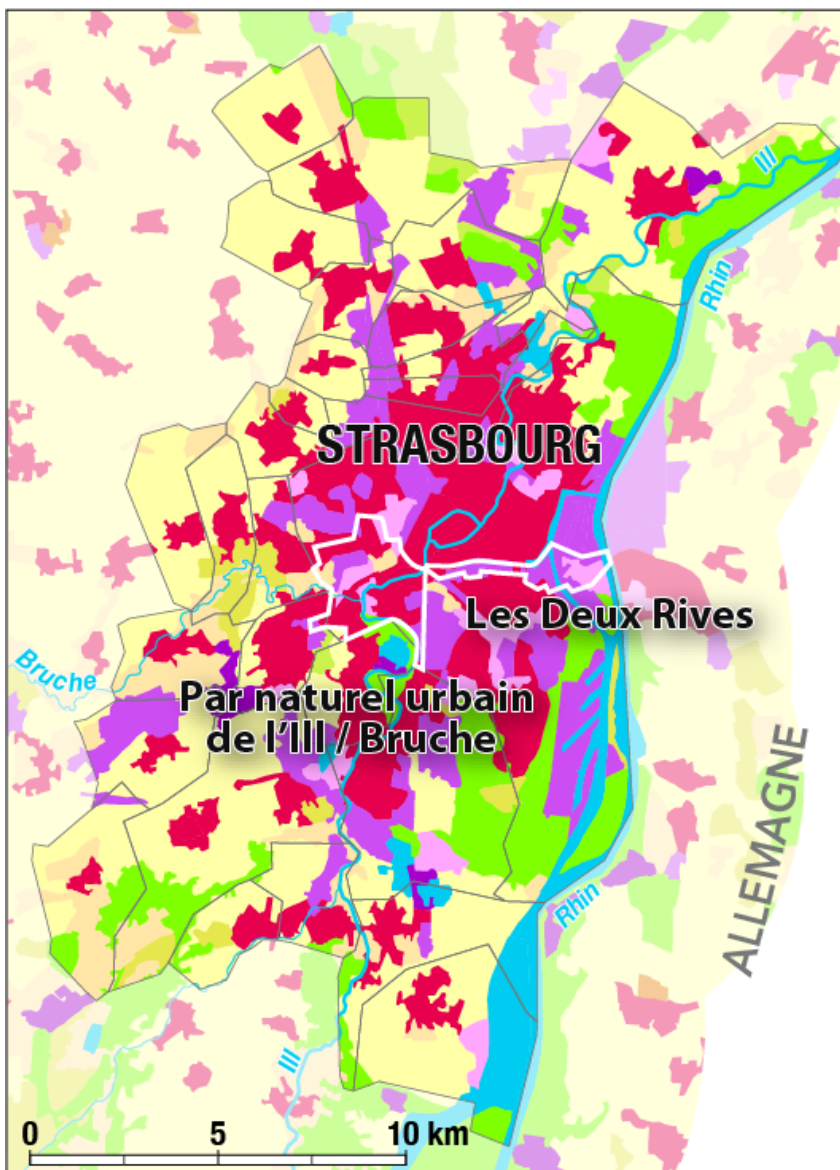 Ill
Rhin
STRASBOURG
Les Deux Rives
Bruche
Par naturel urbain
de l'Ill / Bruche
ALLEMAGNE
Rhin
Ill
0 5 10 km